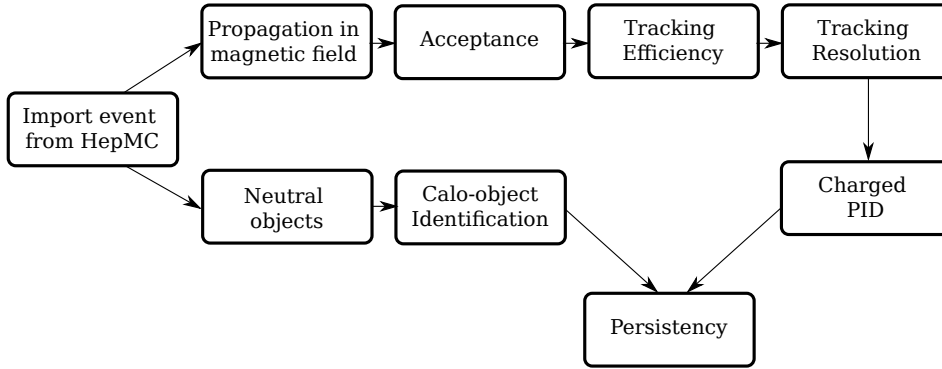 Propagation in
magnetic field
Acceptance
Tracking
Efficiency
Tracking
Resolution
Import event
from HepMC
Neutral
objects
Calo-object
Identification
Charged
PID
Persistency